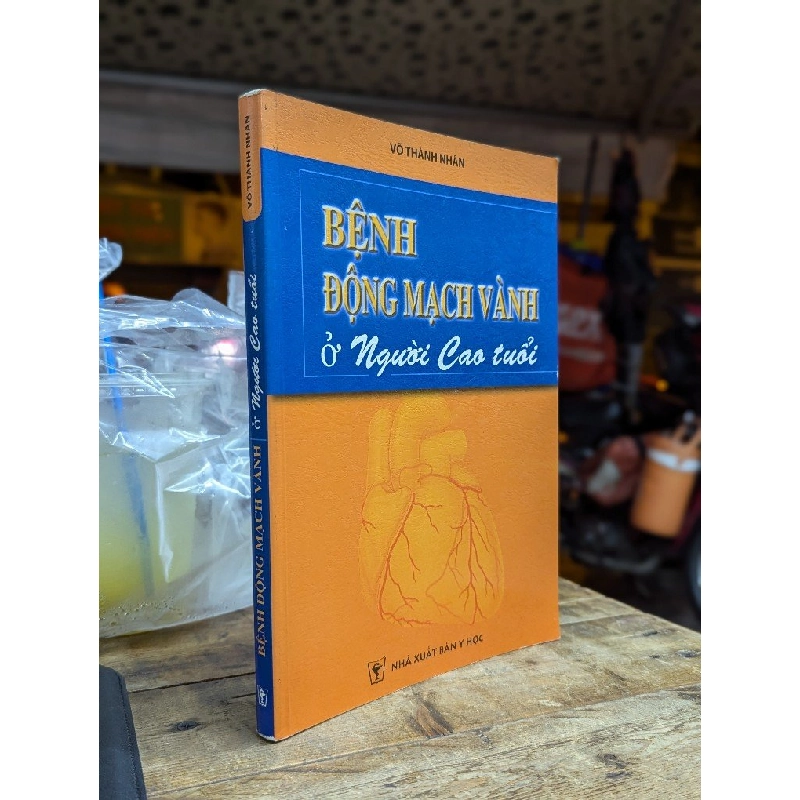 VÕ THÀNH NHÂN
BỆNH
ĐỘNG MẠCH VÀNH
Ở Người Cao tuổi
NHÀ XUẤT BẢN Y HỌC
VÕ THÀNH NHÂN
BỆNH ĐỘNG MẠCH VÀNH Ở Người Cao tuổi